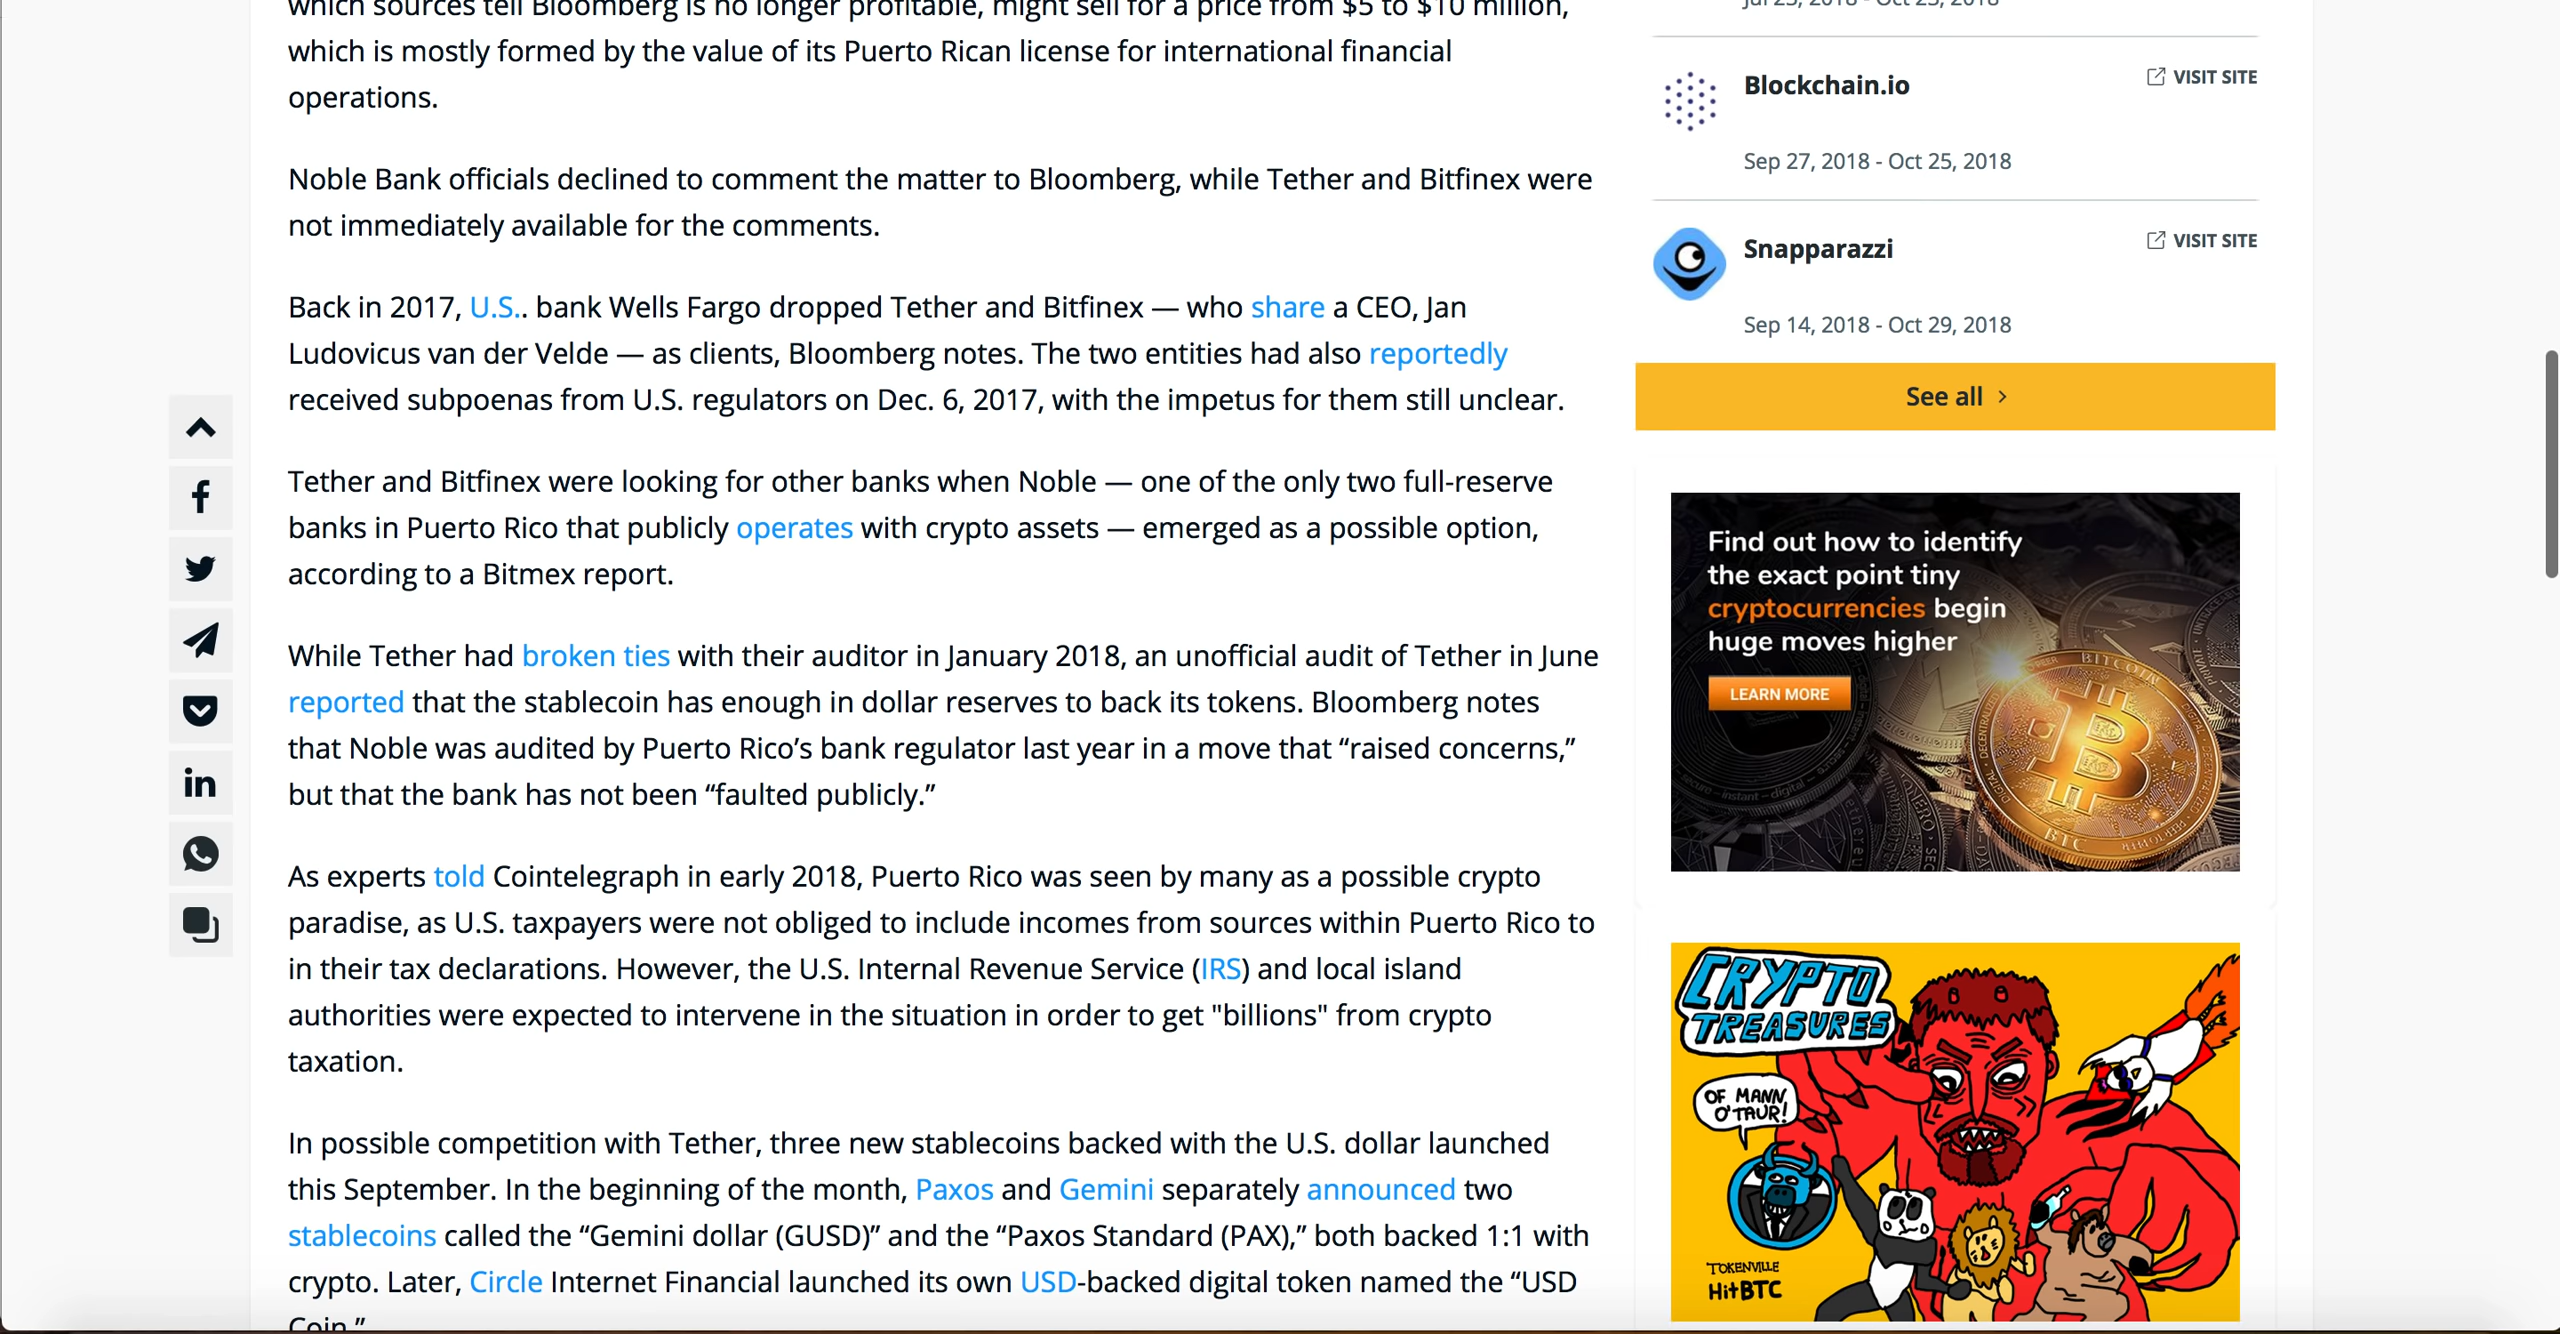 which sources tell Bloomberg is no longer profitable, might sell for a price from $5 to $10 million,
which is mostly formed by the value of its Puerto Rican license for international financial
operations.
Noble Bank officials declined to comment the matter to Bloomberg, while Tether and Bitfinex were
not immediately available for the comments.
Back in 2017, U.S.. bank Wells Fargo dropped Tether and Bitfinex — who share a CEO, Jan
Ludovicus van der Velde — as clients, Bloomberg notes. The two entities had also reportedly
received subpoenas from U.S. regulators on Dec. 6, 2017, with the impetus for them still unclear.
Tether and Bitfinex were looking for other banks when Noble — one of the only two full-reserve
banks in Puerto Rico that publicly operates with crypto assets — emerged as a possible option,
according to a Bitmex report.
While Tether had broken ties with their auditor in January 2018, an unofficial audit of Tether in June
reported that the stablecoin has enough in dollar reserves to back its tokens. Bloomberg notes
that Noble was audited by Puerto Rico’s bank regulator last year in a move that “raised concerns,”
but that the bank has not been “faulted publicly.”
As experts told Cointelegraph in early 2018, Puerto Rico was seen by many as a possible crypto
paradise, as U.S. taxpayers were not obliged to include incomes from sources within Puerto Rico to
in their tax declarations. However, the U.S. Internal Revenue Service (IRS) and local island
authorities were expected to intervene in the situation in order to get "billions" from crypto
taxation.
In possible competition with Tether, three new stablecoins backed with the U.S. dollar launched
this September. In the beginning of the month, Paxos and Gemini separately announced two
stablecoins called the “Gemini dollar (GUSD)” and the “Paxos Standard (PAX),” both backed 1:1 with
crypto. Later, Circle Internet Financial launched its own USD-backed digital token named the “USD
Coin.”
Jul 25, 2018 - Oct 25, 2018
Blockchain.io
VISIT SITE
Sep 27, 2018 - Oct 25, 2018
Snapparazzi
VISIT SITE
Sep 14, 2018 - Oct 29, 2018
See all
Find out how to identify
the exact point tiny
cryptocurrencies begin
huge moves higher
LEARN MORE
BITCOIN
BTC
CRYPTO
TREASURES
OF MANN
O'TAUR!
TOKENVILLE
HitBTC